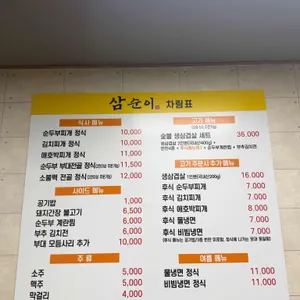 삼순이네 차림표
식사 메뉴
순두부찌개 정식 10,000
김치찌개 정식 10,000
애호박찌개 정식 11,000
순두부 부대전골 정식 11,500
소불백 전골 정식 12,500
사이드 메뉴
공기밥 1,000
돼지간장 불고기 6,500
순두부 계란찜 6,000
부추 김치전 6,000
부대 모듬사리 추가 10,000
주 류
소주 5,000
맥주 5,000
막걸리 4,000
고기 메뉴
숯불 생삼겹살 세트 36,000
고기 주문시 추가 메뉴
생삼겹살 1인분 16,000
후식 순두부찌개 7,000
후식 김치찌개 7,000
후식 애호박찌개 8,000
후식 물냉면 7,000
후식 비빔냉면 7,000
여름 메뉴
물냉면 정식 11,000
비빔냉면 정식 11,000